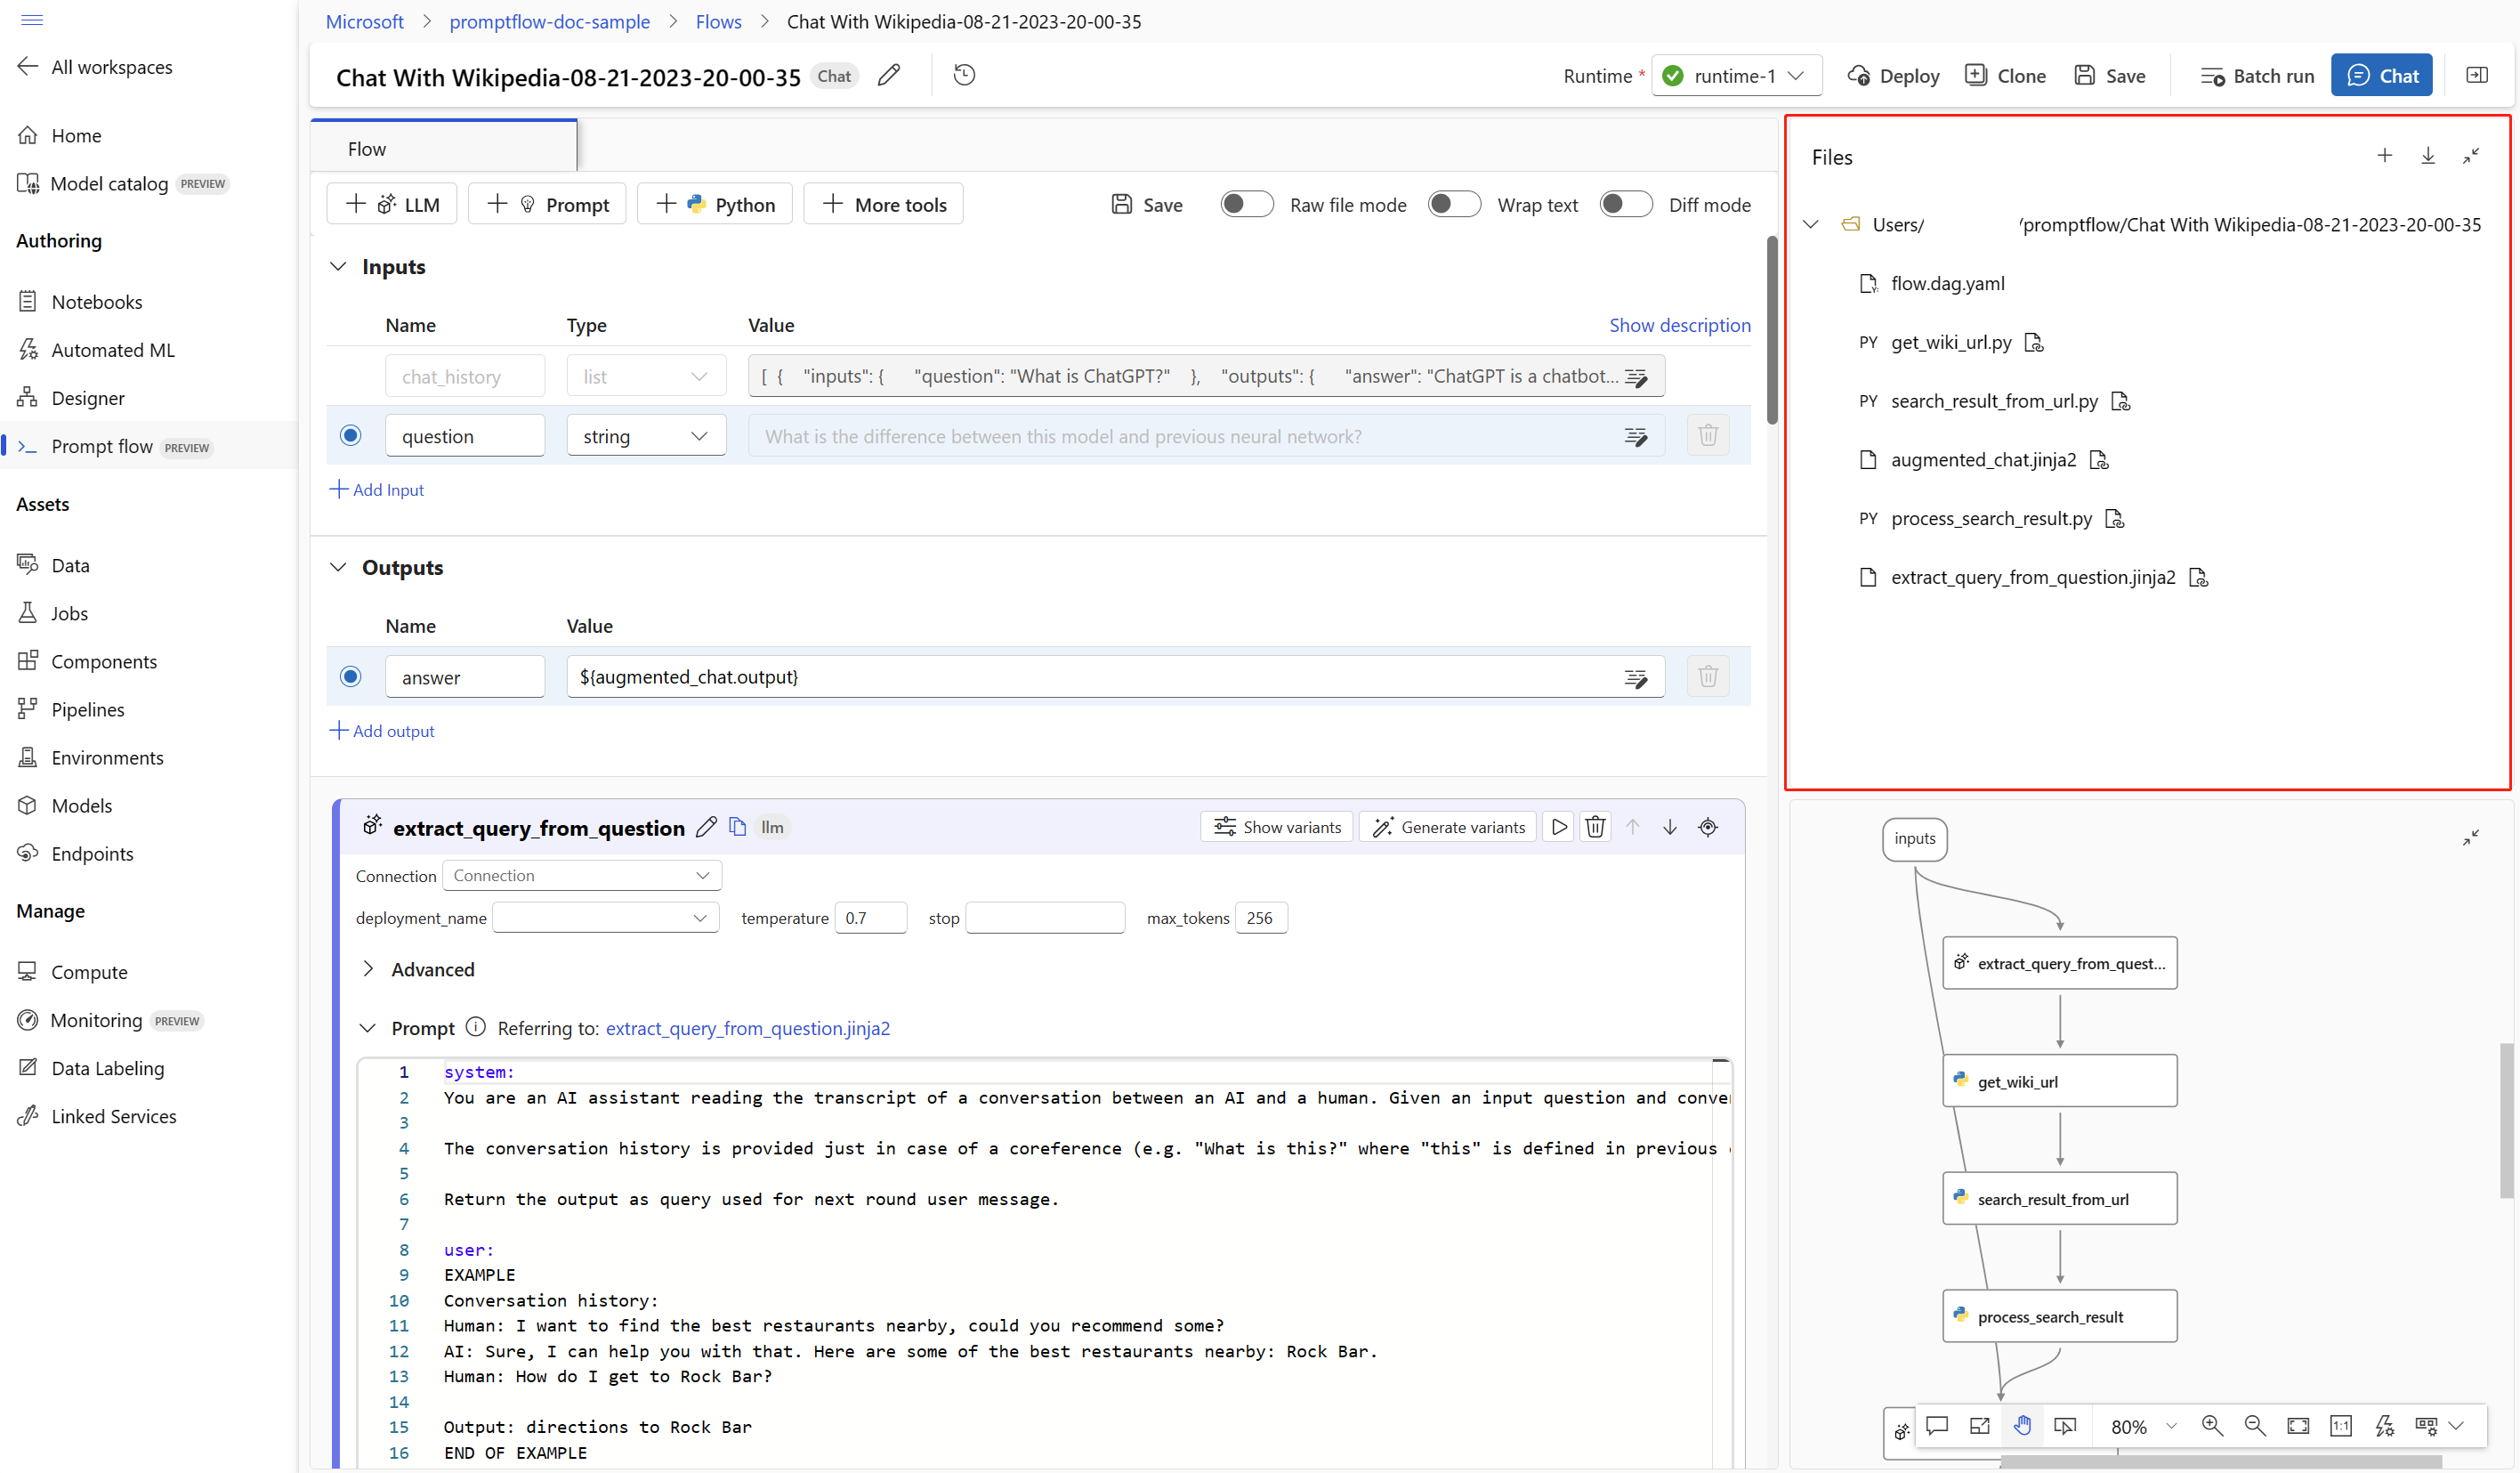 Microsoft > promptflow-doc-sample > Flows > Chat With Wikipedia-08-21-2023-20-00-35
All workspaces
Home
Model catalog PREVIEW
Authoring
Notebooks
Automated ML
Designer
Prompt flow PREVIEW
Assets
Data
Jobs
Components
Pipelines
Environments
Models
Endpoints
Manage
Compute
Monitoring PREVIEW
Data Labeling
Linked Services
Chat With Wikipedia-08-21-2023-20-00-35 Chat
Runtime * runtime-1 Deploy Clone Save Batch run Chat
Flow
LLM Prompt Python More tools Save Raw file mode Wrap text Diff mode
Inputs
Name Type Value Show description
chat_history list [ { "inputs": { "question": "What is ChatGPT?" }, "outputs": { "answer": "ChatGPT is a chatbot...
question string What is the difference between this model and previous neural network?
Add Input
Outputs
Name Value
answer ${augmented_chat.output}
Add output
extract_query_from_question llm Show variants Generate variants
Connection Connection
deployment_name temperature 0.7 stop max_tokens 256
Advanced
Prompt Referring to: extract_query_from_question.jinja2
1 system:
2 You are an AI assistant reading the transcript of a conversation between an AI and a human. Given an input question and conver
3
4 The conversation history is provided just in case of a coreference (e.g. "What is this?" where "this" is defined in previous
5
6 Return the output as query used for next round user message.
7
8 user:
9 EXAMPLE
10 Conversation history:
11 Human: I want to find the best restaurants nearby, could you recommend some?
12 AI: Sure, I can help you with that. Here are some of the best restaurants nearby: Rock Bar.
13 Human: How do I get to Rock Bar?
14
15 Output: directions to Rock Bar
16 END OF EXAMPLE
Files
Users/ /promptflow/Chat With Wikipedia-08-21-2023-20-00-35
flow.dag.yaml
PY get_wiki_url.py
PY search_result_from_url.py
augmented_chat.jinja2
PY process_search_result.py
extract_query_from_question.jinja2
inputs
extract_query_from_quest...
get_wiki_url
search_result_from_url
process_search_result
80% 1:1